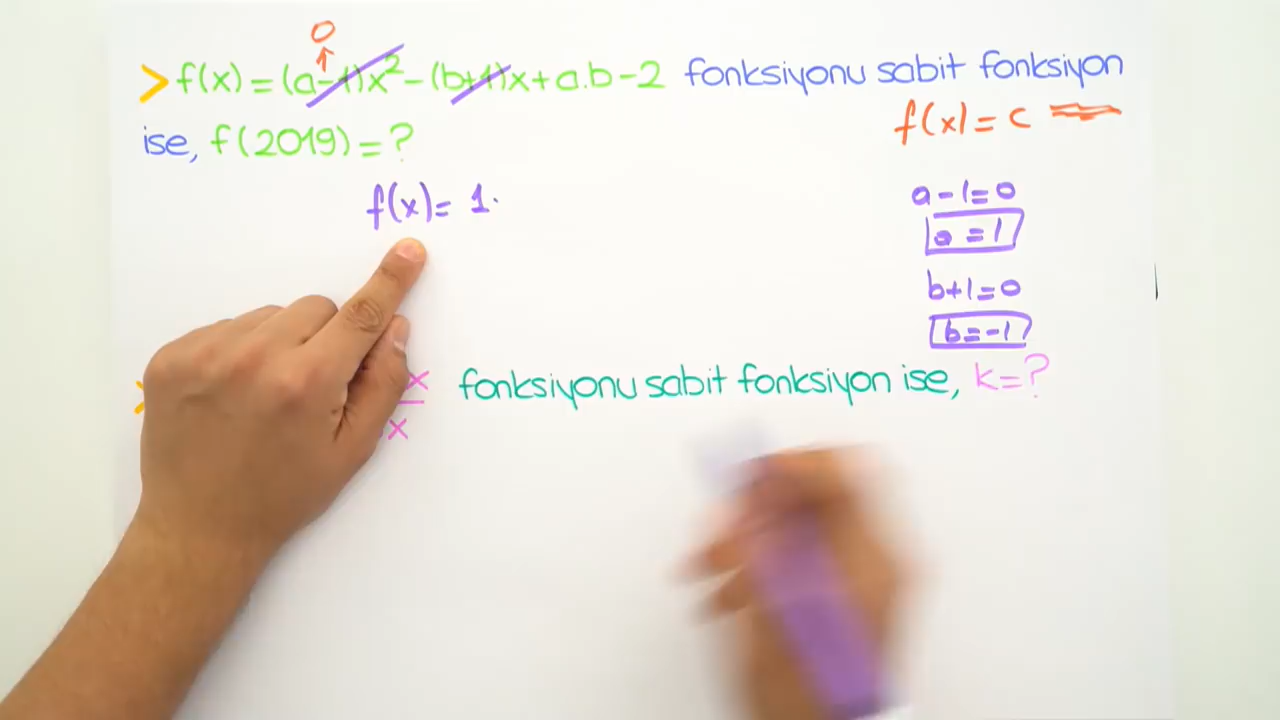 0
> f(x) = (a-1)x² - (b+1)x + a.b - 2 fonksiyonu sabit fonksiyon
f(x) = c
ise, f(2019) = ?
f(x) = 1.
a - 1 = 0
a = 1
b + 1 = 0
b = -1
x fonksiyonu sabit fonksiyon ise, k = ?
x